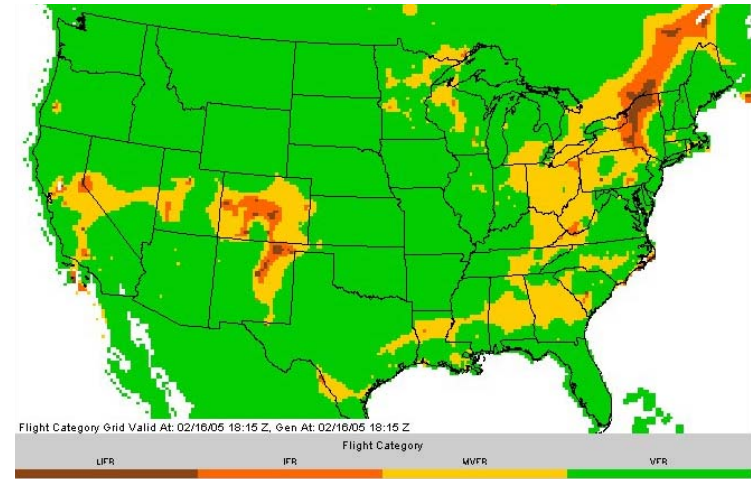 Flight Category Grid Valid At: 02/16/05 18:15 Z, Gen At: 02/16/05 18:15 Z
Flight Category
LIFR IFR MVFR VFR